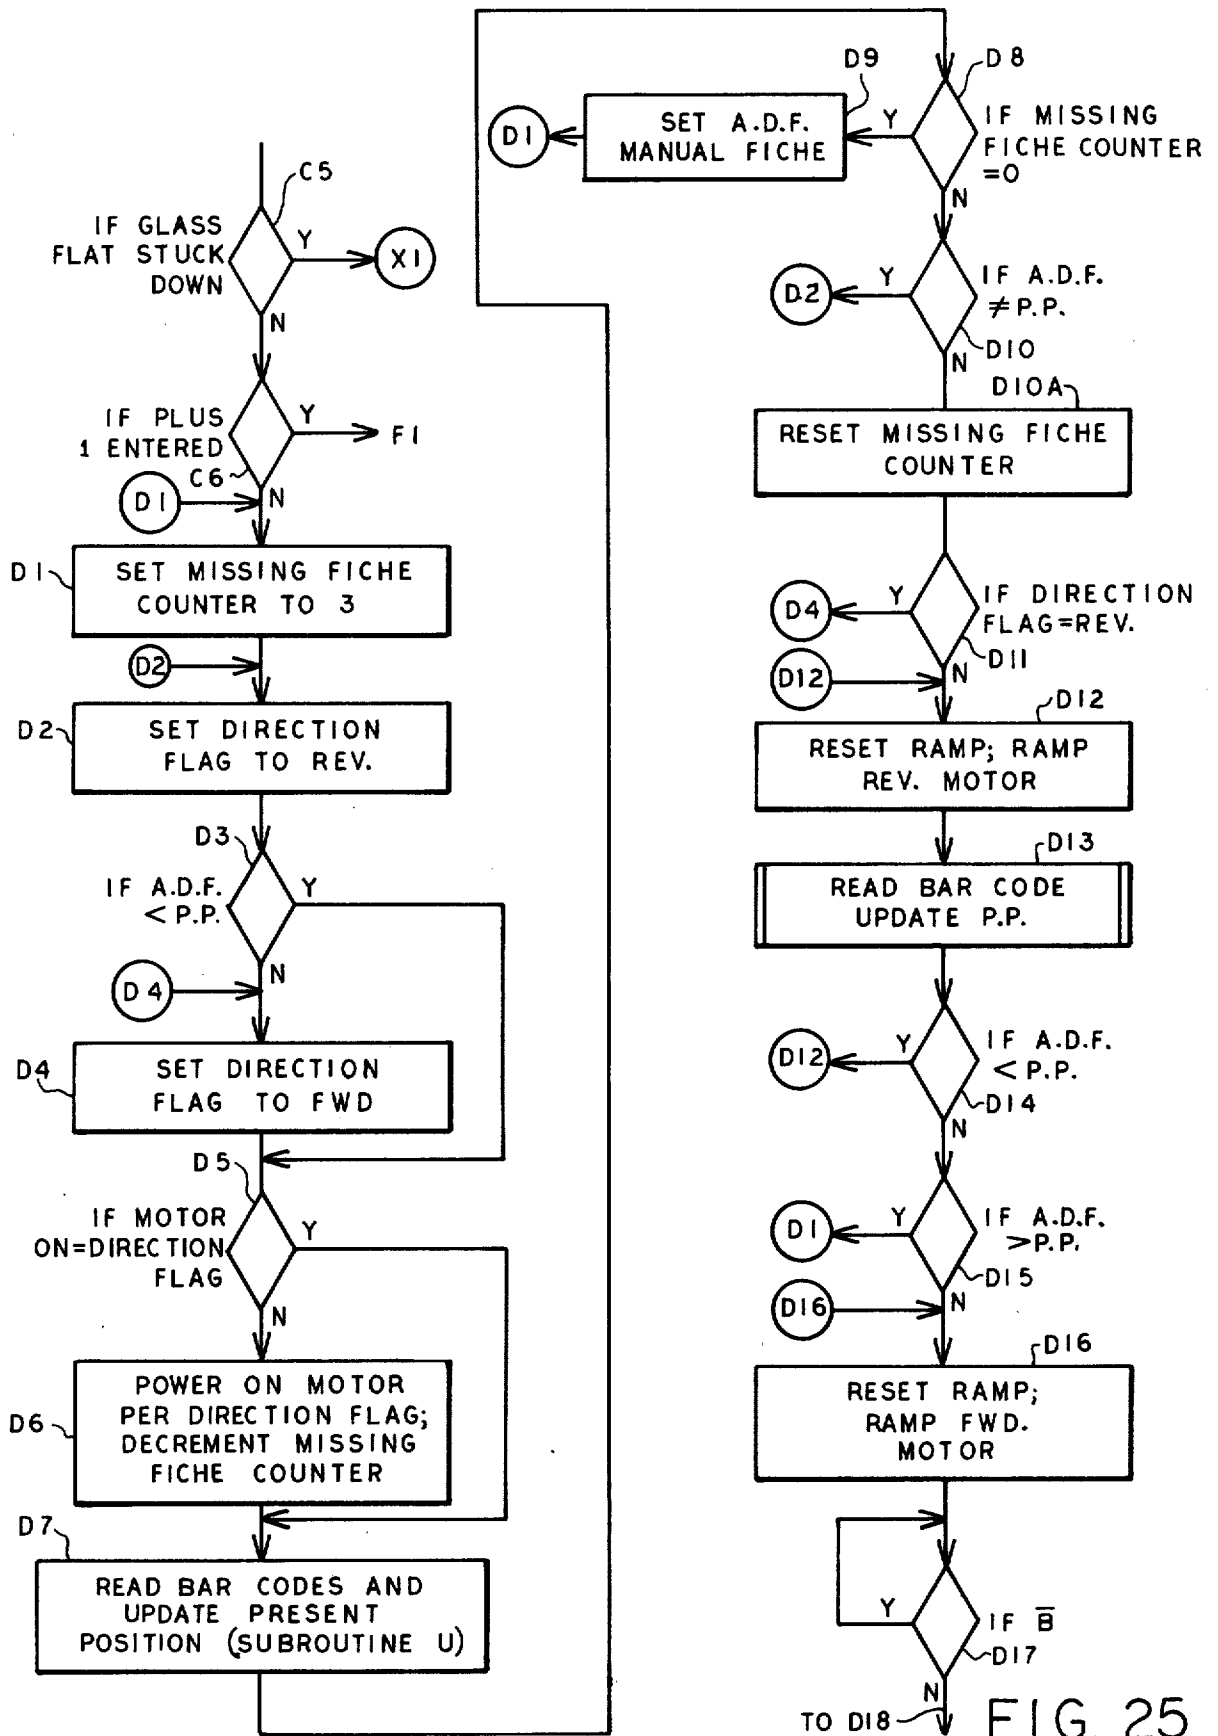 C5
IF GLASS
FLAT STUCK
DOWN
Y
X1
N
IF PLUS
1 ENTERED
Y
F1
C6
N
D1
D1
SET MISSING FICHE
COUNTER TO 3
D2
D2
SET DIRECTION
FLAG TO REV.
D3
IF A.D.F.
< P.P.
Y
N
D4
D4
SET DIRECTION
FLAG TO FWD
D5
IF MOTOR
ON=DIRECTION
FLAG
Y
N
D6
POWER ON MOTOR
PER DIRECTION FLAG;
DECREMENT MISSING
FICHE COUNTER
D7
READ BAR CODES AND
UPDATE PRESENT
POSITION (SUBROUTINE U)
D8
IF MISSING
FICHE COUNTER
=0
Y
D9
SET A.D.F.
MANUAL FICHE
D1
N
IF A.D.F.
≠ P.P.
Y
D2
D10
N
D10A
RESET MISSING FICHE
COUNTER
IF DIRECTION
FLAG=REV.
Y
D4
D11
N
D12
D12
RESET RAMP; RAMP
REV. MOTOR
D13
READ BAR CODE
UPDATE P.P.
IF A.D.F.
< P.P.
Y
D12
D14
N
IF A.D.F.
> P.P.
Y
D1
D15
N
D16
D16
RESET RAMP;
RAMP FWD.
MOTOR
Y
IF B̅
D17
N
TO D18
FIG. 25